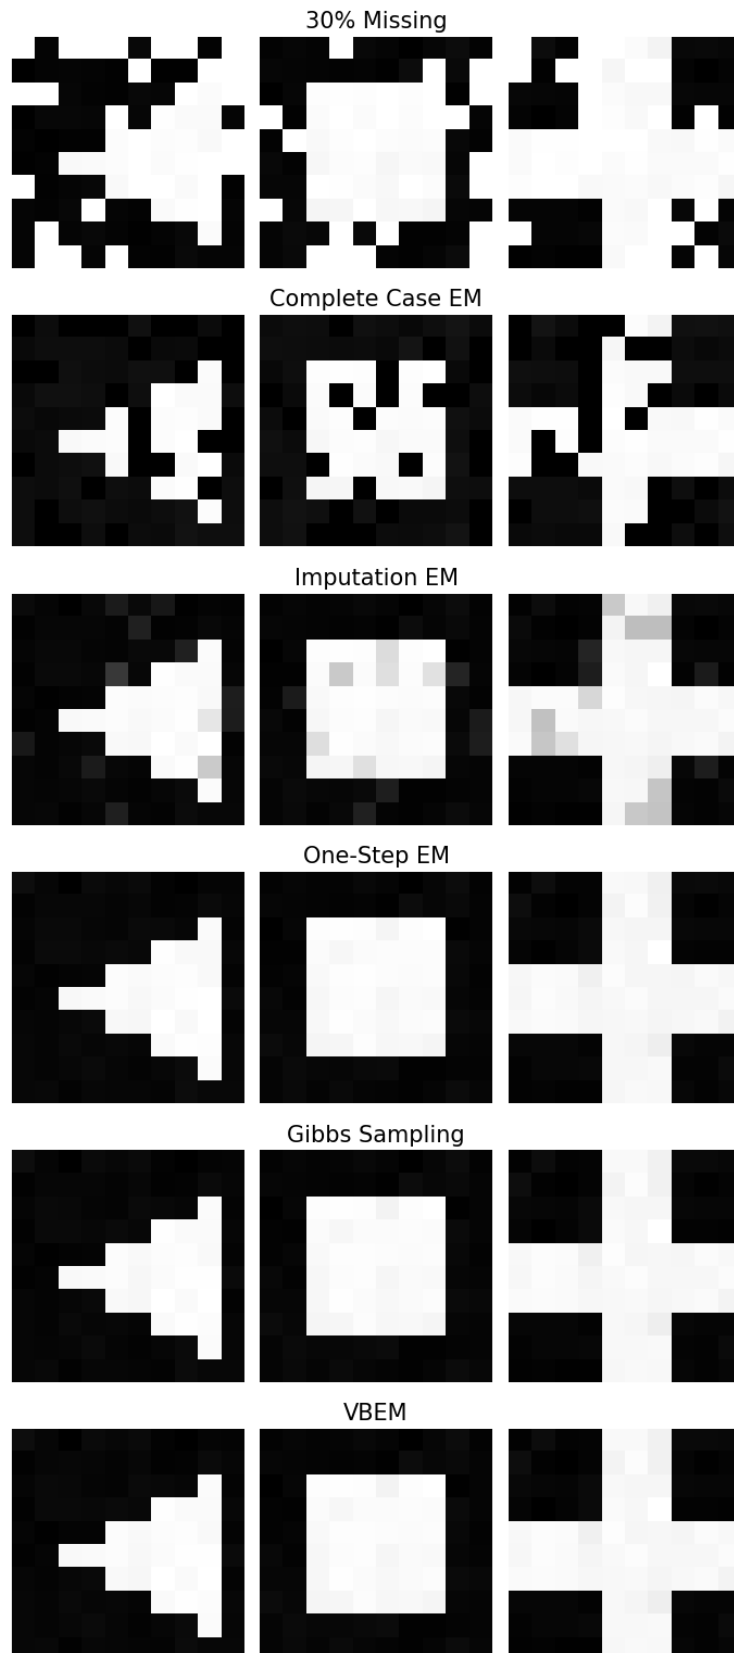 30% Missing
Complete Case EM
Imputation EM
One-Step EM
Gibbs Sampling
VBEM